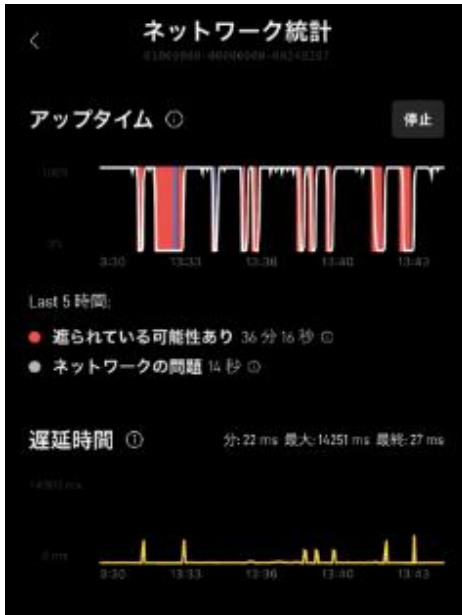 ネットワーク統計
アップタイム
停止
100%
0%
3:30 13:33 13:36 13:40 13:43
Last 5 時間:
遮られている可能性あり 36 分 16 秒
ネットワークの問題 14 秒
遅延時間
分: 22 ms 最大: 14251 ms 最終: 27 ms
0 ms
3:30 13:33 13:36 13:40 13:43